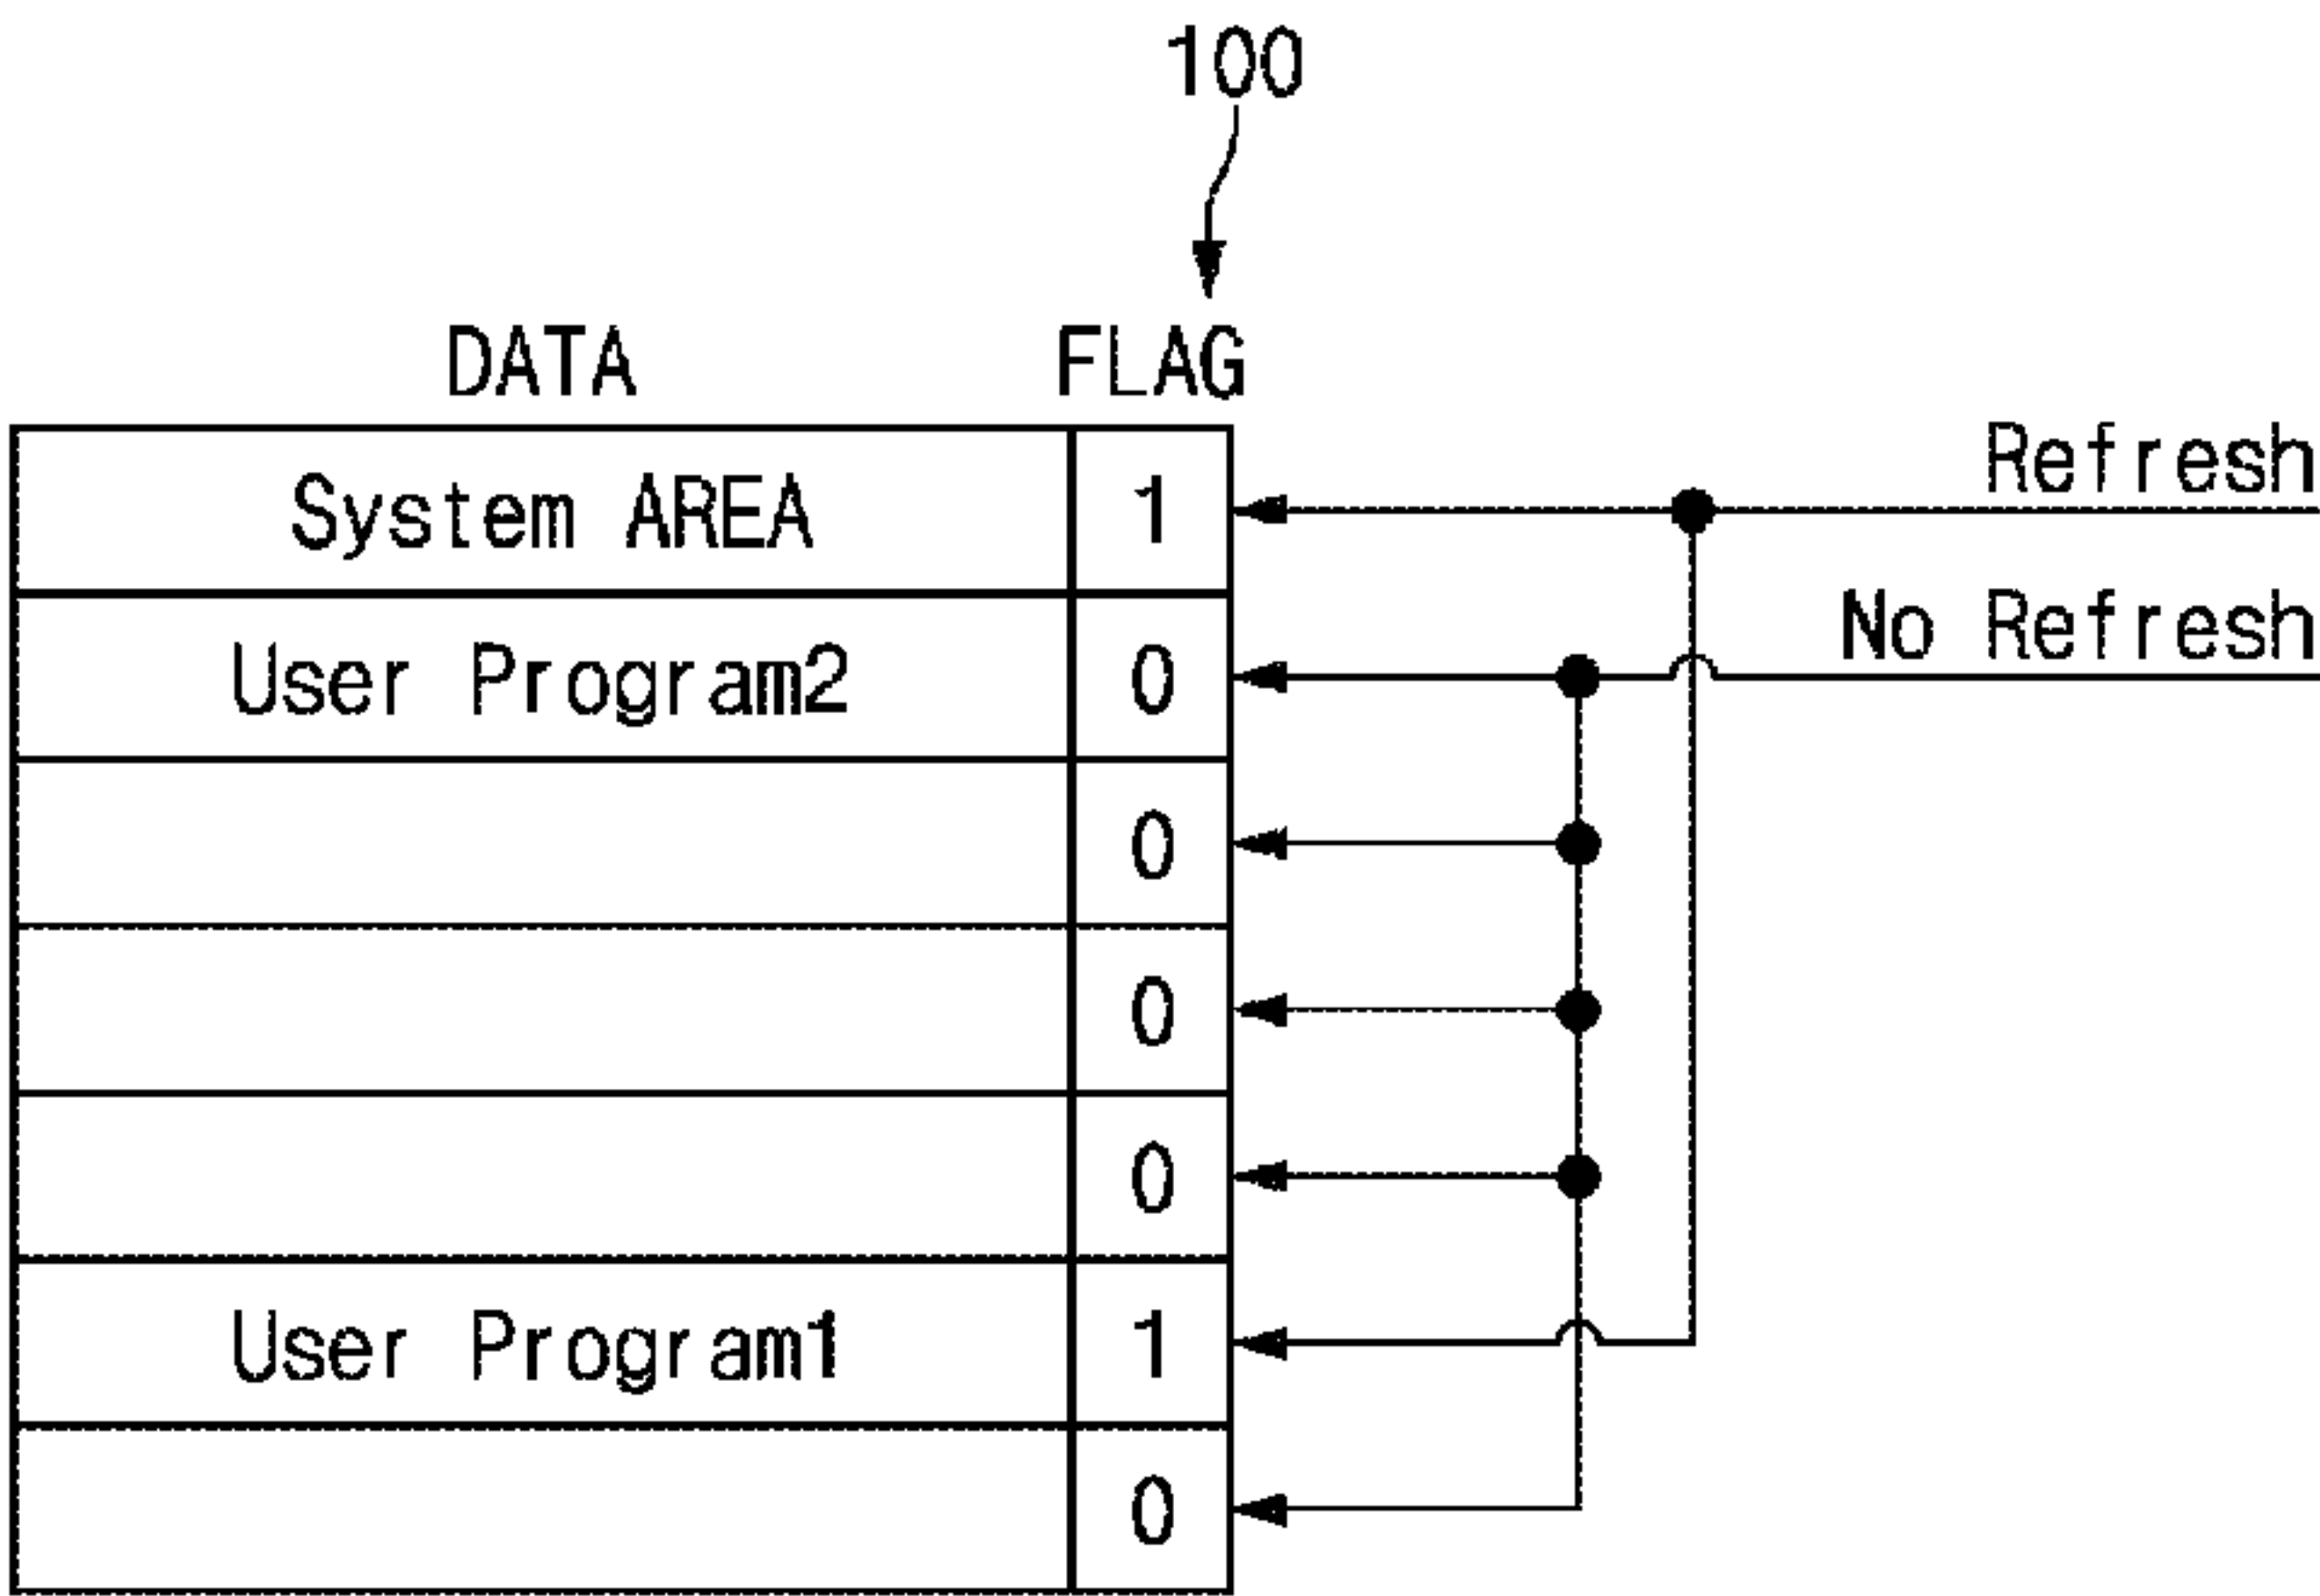 100
DATA FLAG
System AREA 1 Refresh
User Program2 0 No Refresh
0
0
0
User Program1 1
0